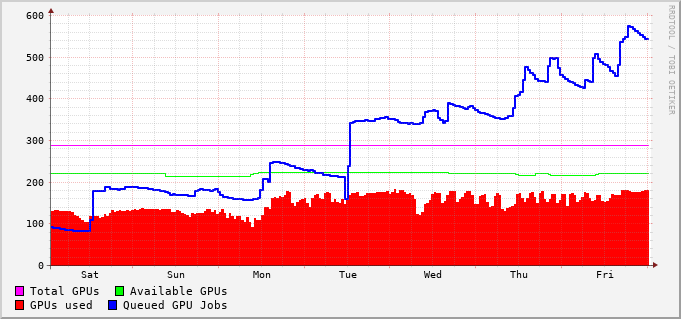 600
500
400
300
200
100
0
Sat Sun Mon Tue Wed Thu Fri
Total GPUs Available GPUs
GPUs used Queued GPU Jobs
RRDTOOL / TOBI OETIKER